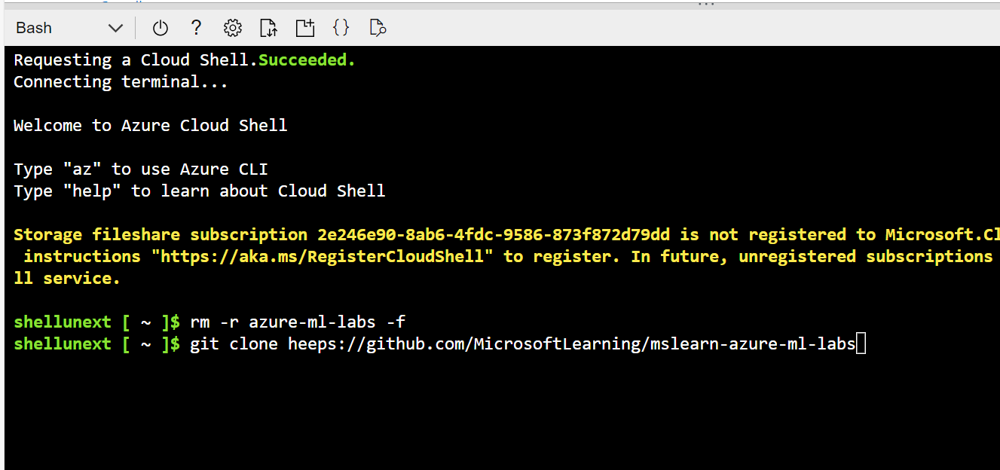 Bash
?
{}
Requesting a Cloud Shell.Succeeded.
Connecting terminal...
Welcome to Azure Cloud Shell
Type "az" to use Azure CLI
Type "help" to learn about Cloud Shell
Storage fileshare subscription 2e246e90-8ab6-4fdc-9586-873f872d79dd is not registered to Microsoft.Cl
instructions "https://aka.ms/RegisterCloudShell" to register. In future, unregistered subscriptions
ll service.
shellunext [ ~ ]$ rm -r azure-ml-labs -f
shellunext [ ~ ]$ git clone heeps://github.com/MicrosoftLearning/mslearn-azure-ml-labs